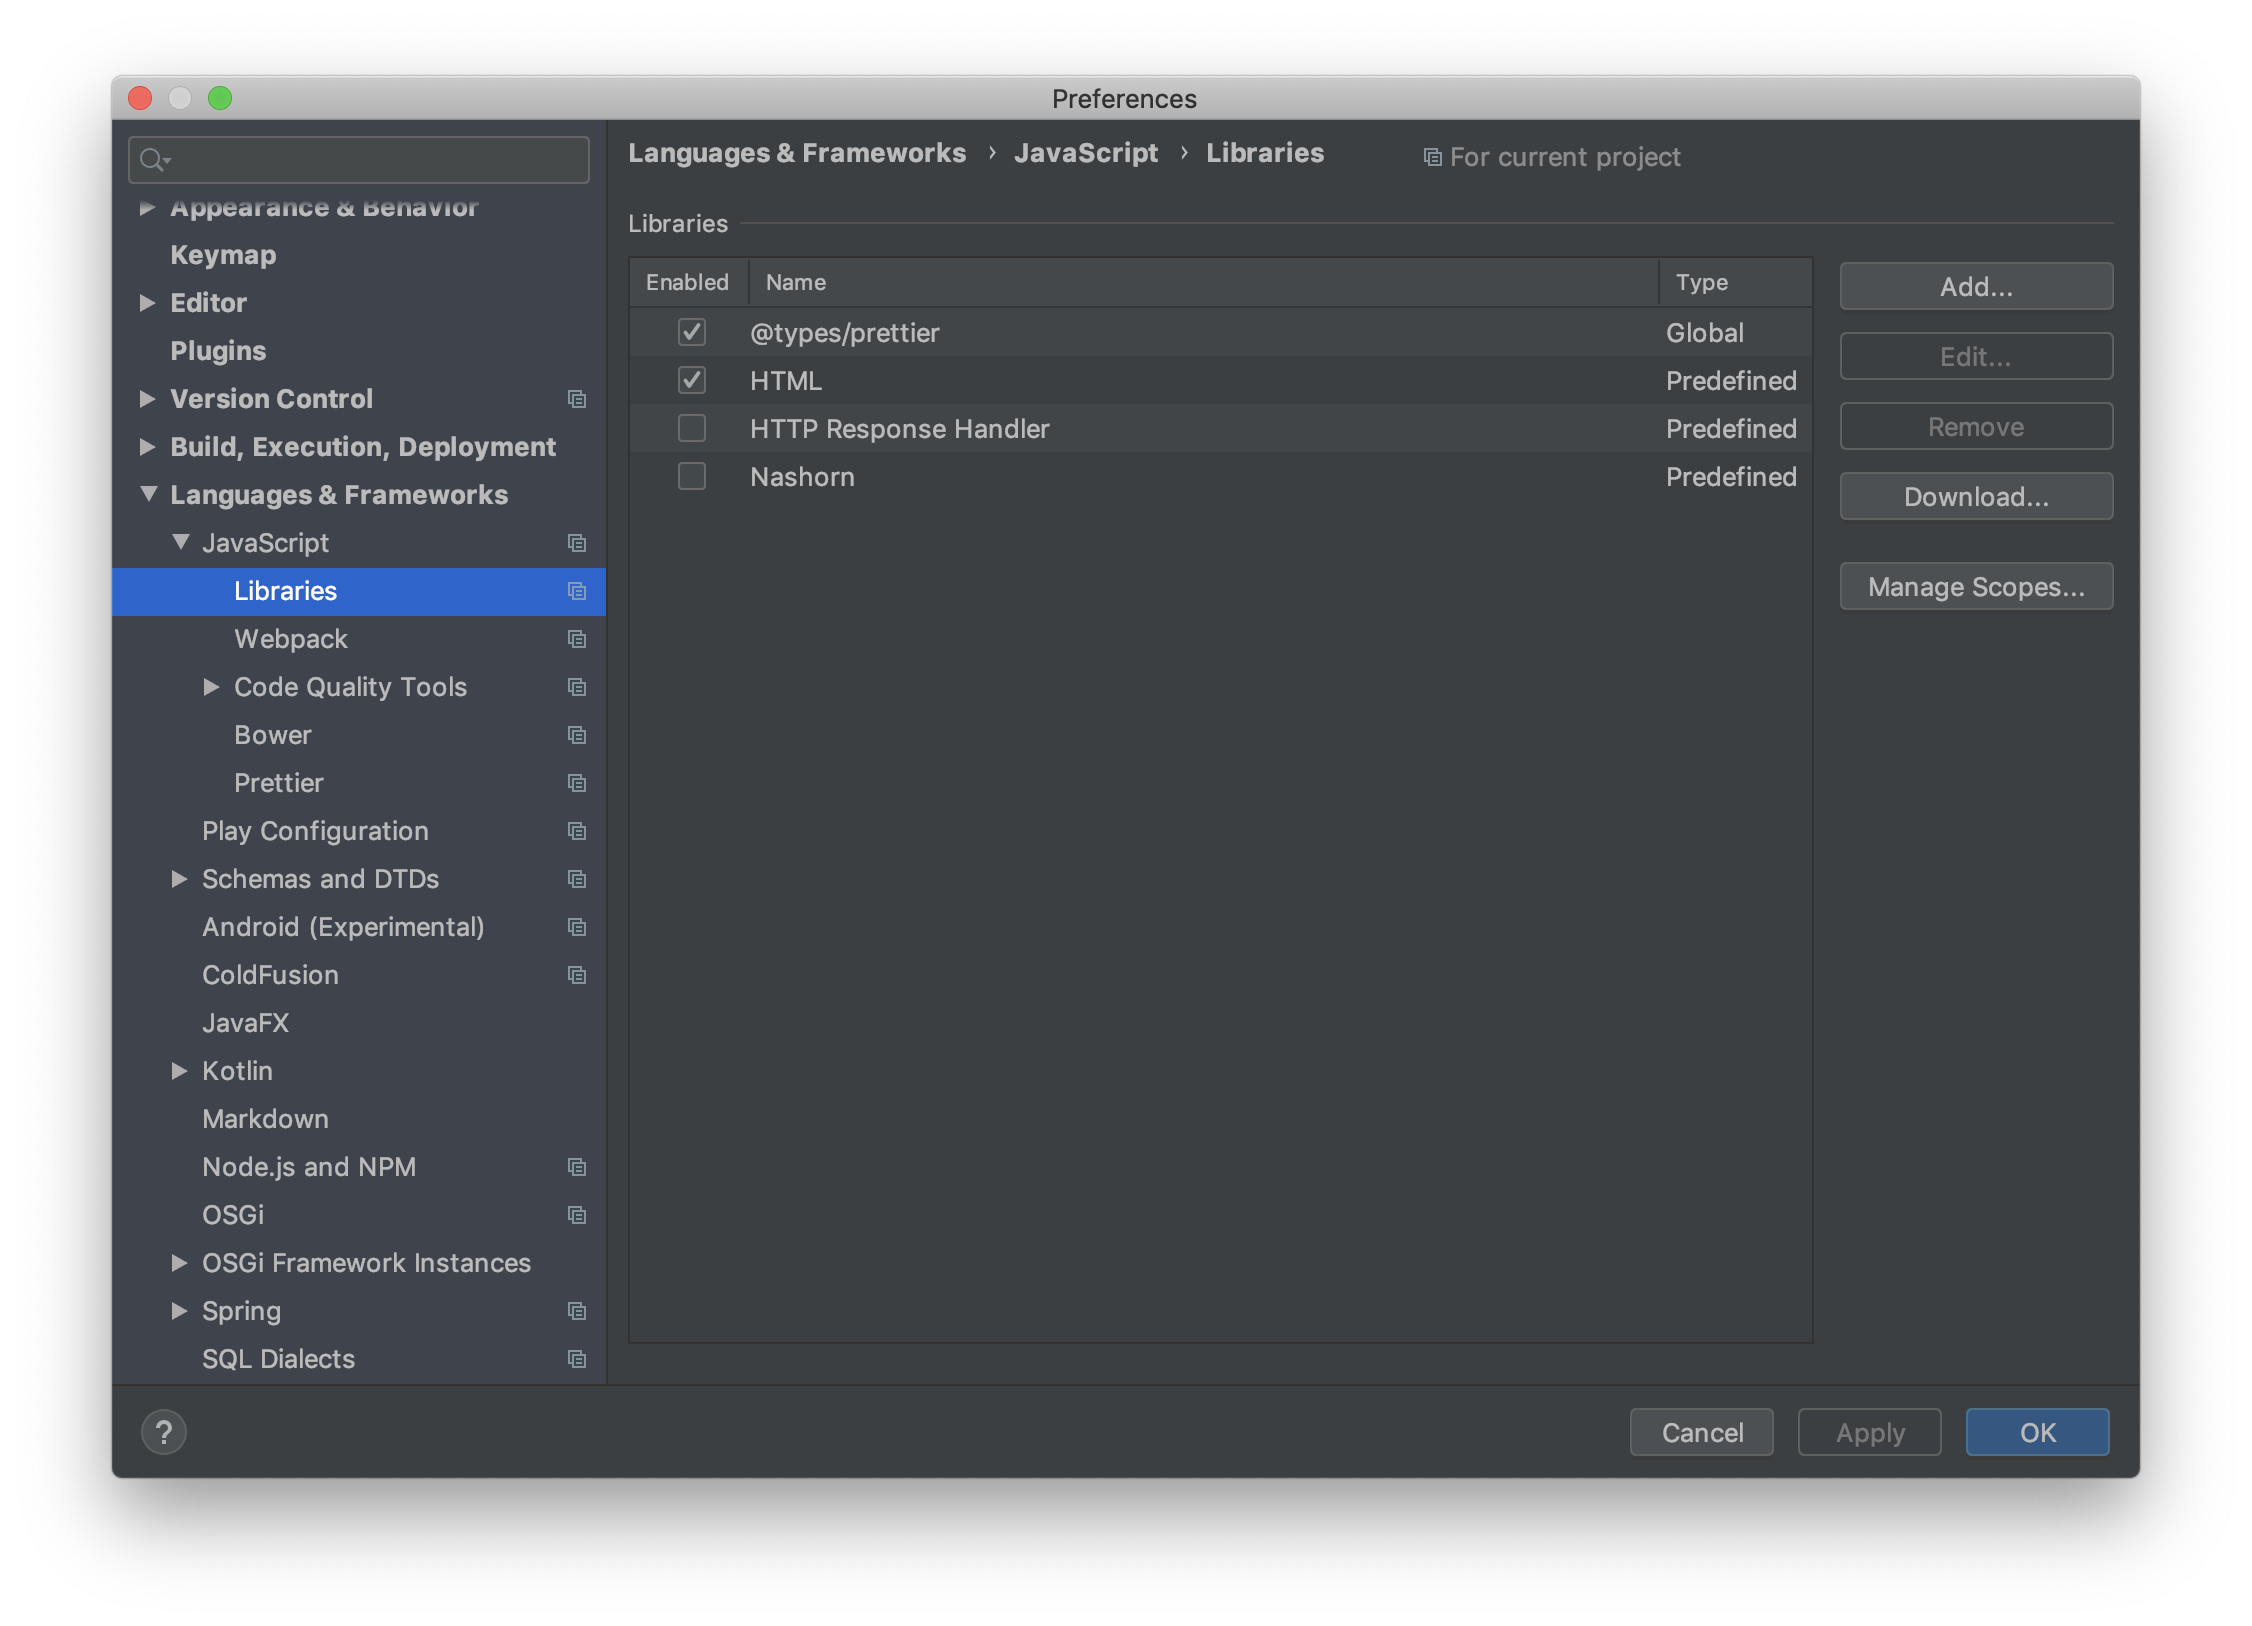 Preferences
Appearance & Behavior
Keymap
Editor
Plugins
Version Control
Build, Execution, Deployment
Languages & Frameworks
JavaScript
Libraries
Webpack
Code Quality Tools
Bower
Prettier
Play Configuration
Schemas and DTDs
Android (Experimental)
ColdFusion
JavaFX
Kotlin
Markdown
Node.js and NPM
OSGi
OSGi Framework Instances
Spring
SQL Dialects
Languages & Frameworks › JavaScript › Libraries For current project
Libraries
Enabled Name Type
@types/prettier Global
HTML Predefined
HTTP Response Handler Predefined
Nashorn Predefined
Add...
Edit...
Remove
Download...
Manage Scopes...
? Cancel Apply OK